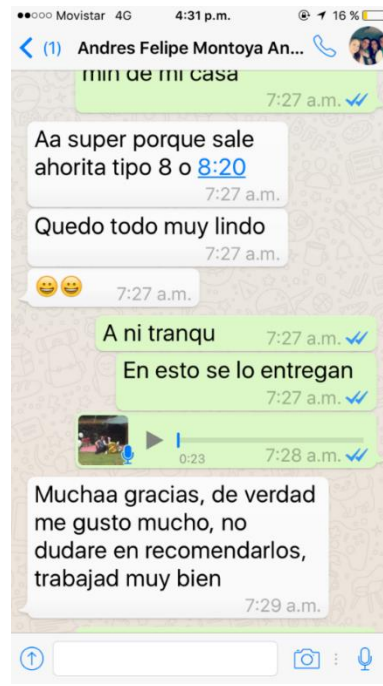 Movistar 4G 4:31 p.m. 16 %
(1) Andres Felipe Montoya An...
min de mi casa
7:27 a.m.
Aa super porque sale
ahorita tipo 8 o 8:20
7:27 a.m.
Quedo todo muy lindo
7:27 a.m.
7:27 a.m.
A ni tranqu 7:27 a.m.
En esto se lo entregan
7:27 a.m.
0:23 7:28 a.m.
Muchaa gracias, de verdad
me gusto mucho, no
dudare en recomendarlos,
trabajad muy bien
7:29 a.m.